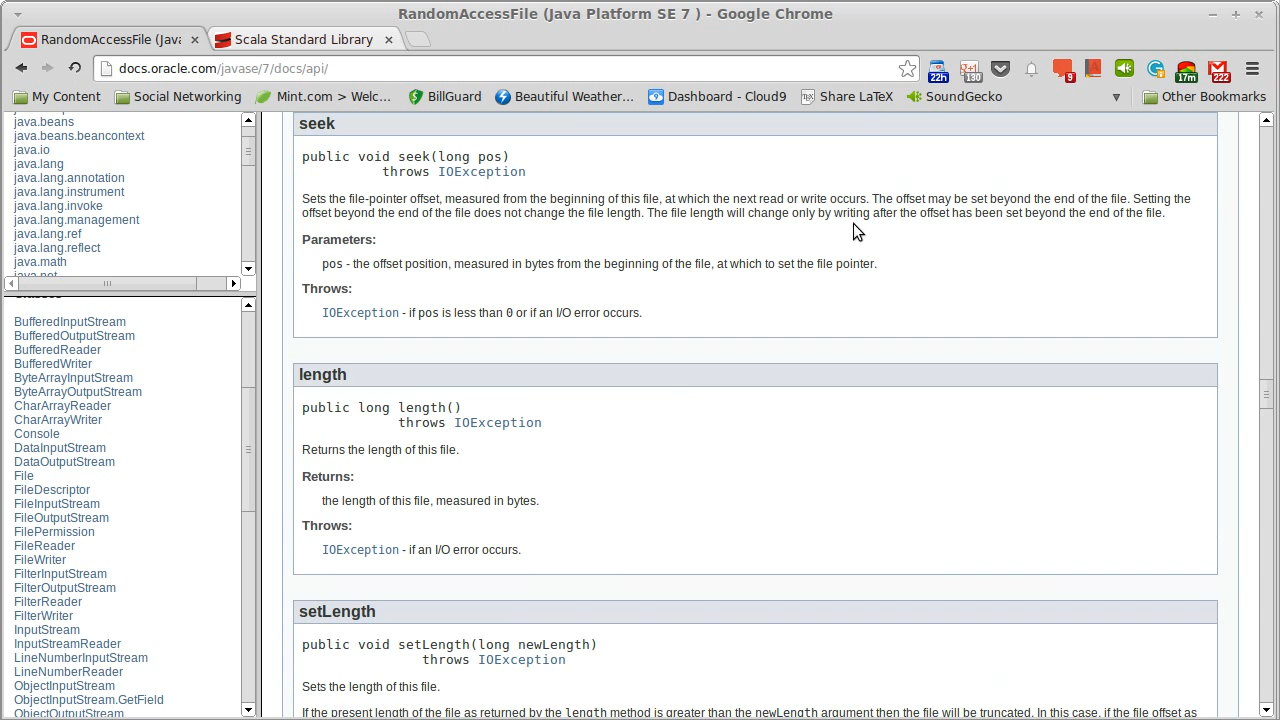 RandomAccessFile (Java Platform SE 7 ) - Google Chrome
RandomAccessFile (Java
Scala Standard Library
docs.oracle.com/javase/7/docs/api/
22h
130
9
17m
222
My Content
Social Networking
Mint.com > Welc...
BillGuard
Beautiful Weather...
Dashboard - Cloud9
Share LaTeX
SoundGecko
Other Bookmarks
java.beans
java.beans.beancontext
java.io
java.lang
java.lang.annotation
java.lang.instrument
java.lang.invoke
java.lang.management
java.lang.ref
java.lang.reflect
java.math
java.net
Classes
BufferedInputStream
BufferedOutputStream
BufferedReader
BufferedWriter
ByteArrayInputStream
ByteArrayOutputStream
CharArrayReader
CharArrayWriter
Console
DataInputStream
DataOutputStream
File
FileDescriptor
FileInputStream
FileOutputStream
FilePermission
FileReader
FileWriter
FilterInputStream
FilterOutputStream
FilterReader
FilterWriter
InputStream
InputStreamReader
LineNumberInputStream
LineNumberReader
ObjectInputStream
ObjectInputStream.GetField
ObjectOutputStream
seek
public void seek(long pos)
throws IOException
Sets the file-pointer offset, measured from the beginning of this file, at which the next read or write occurs. The offset may be set beyond the end of the file. Setting the
offset beyond the end of the file does not change the file length. The file length will change only by writing after the offset has been set beyond the end of the file.
Parameters:
pos - the offset position, measured in bytes from the beginning of the file, at which to set the file pointer.
Throws:
IOException - if pos is less than 0 or if an I/O error occurs.
length
public long length()
throws IOException
Returns the length of this file.
Returns:
the length of this file, measured in bytes.
Throws:
IOException - if an I/O error occurs.
setLength
public void setLength(long newLength)
throws IOException
Sets the length of this file.
If the present length of the file as returned by the length method is greater than the newLength argument then the file will be truncated. In this case, if the file offset as